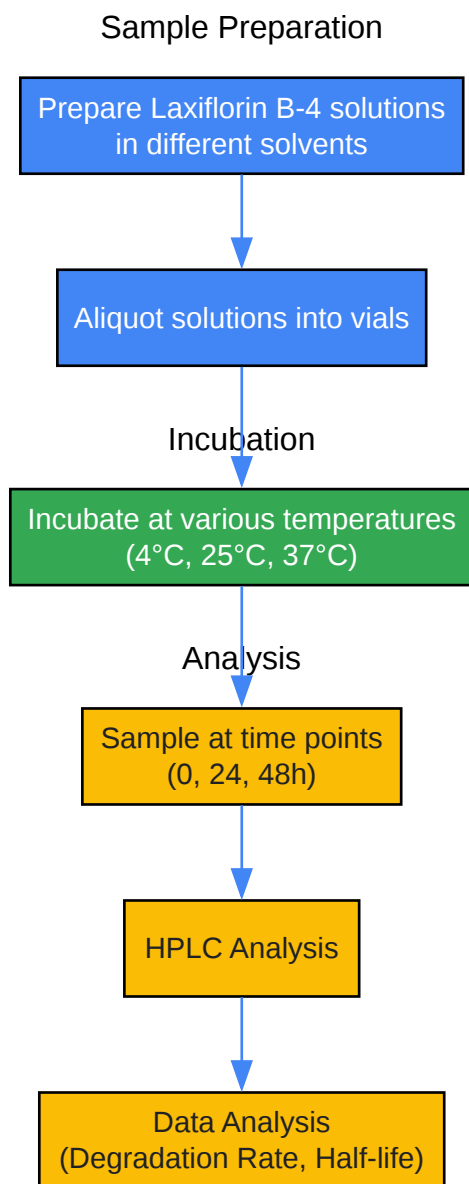 Sample Preparation
Prepare Laxiflorin B-4 solutions
in different solvents
Aliquot solutions into vials
Incubation
Incubate at various temperatures
(4°C, 25°C, 37°C)
Analysis
Sample at time points
(0, 24, 48h)
HPLC Analysis
Data Analysis
(Degradation Rate, Half-life)